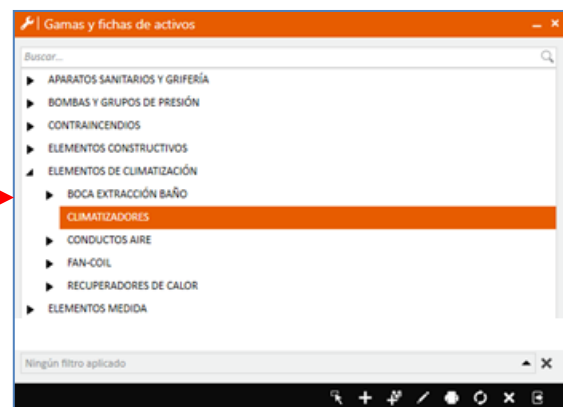 Gamas y fichas de activos
Buscar...
APARATOS SANITARIOS Y GRIFERÍA
BOMBAS Y GRUPOS DE PRESIÓN
CONTRAINCENDIOS
ELEMENTOS CONSTRUCTIVOS
ELEMENTOS DE CLIMATIZACIÓN
BOCA EXTRACCIÓN BAÑO
CLIMATIZADORES
CONDUCTOS AIRE
FAN-COIL
RECUPERADORES DE CALOR
ELEMENTOS MEDIDA
Ningún filtro aplicado